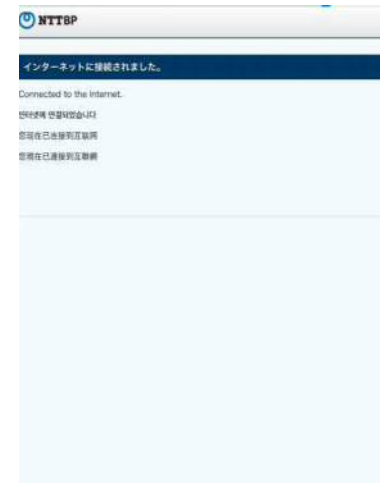 NTTBP
インターネットに接続されました。
Connected to the Internet.
인터넷에 연결되었습니다
您现在已连接到互联网
您現在已連接到互聯網